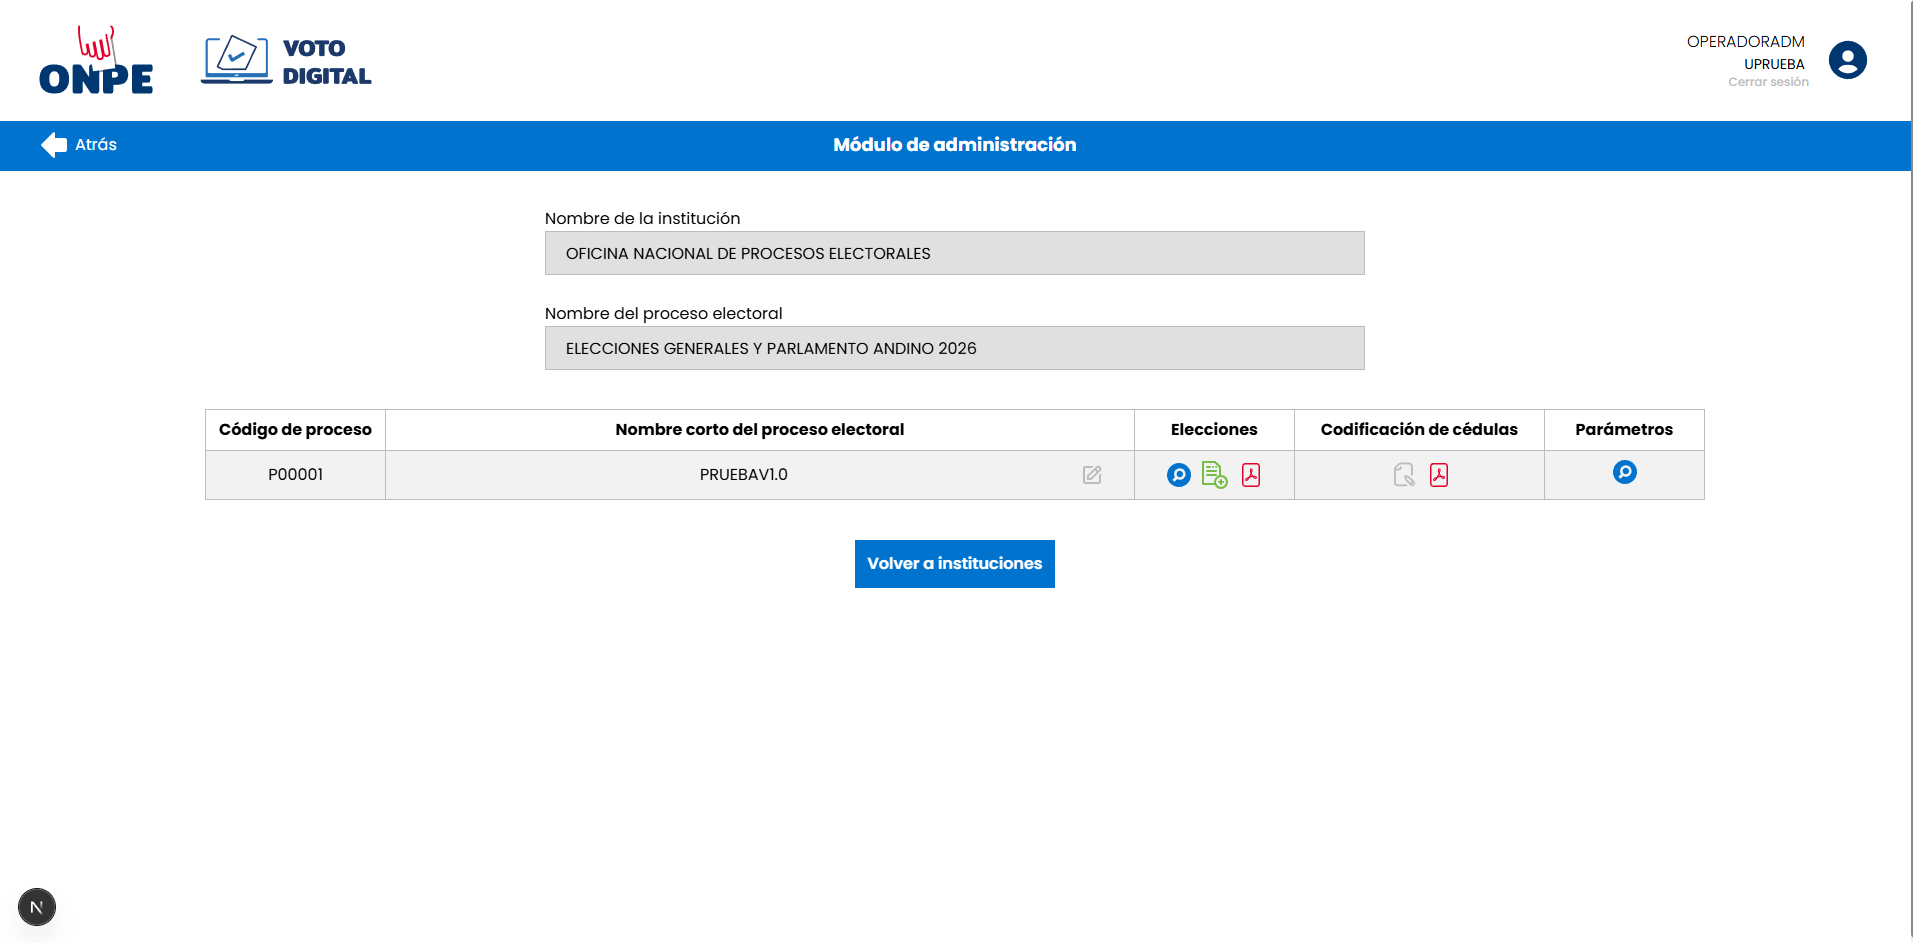 ONPE
VOTO
DIGITAL
OPERADORADM
UPRUEBA
Cerrar sesión
Atrás
Módulo de administración
Nombre de la institución
OFICINA NACIONAL DE PROCESOS ELECTORALES
Nombre del proceso electoral
ELECCIONES GENERALES Y PARLAMENTO ANDINO 2026
Código de proceso Nombre corto del proceso electoral Elecciones Codificación de cédulas Parámetros
P00001 PRUEBAV1.0
Volver a instituciones
N